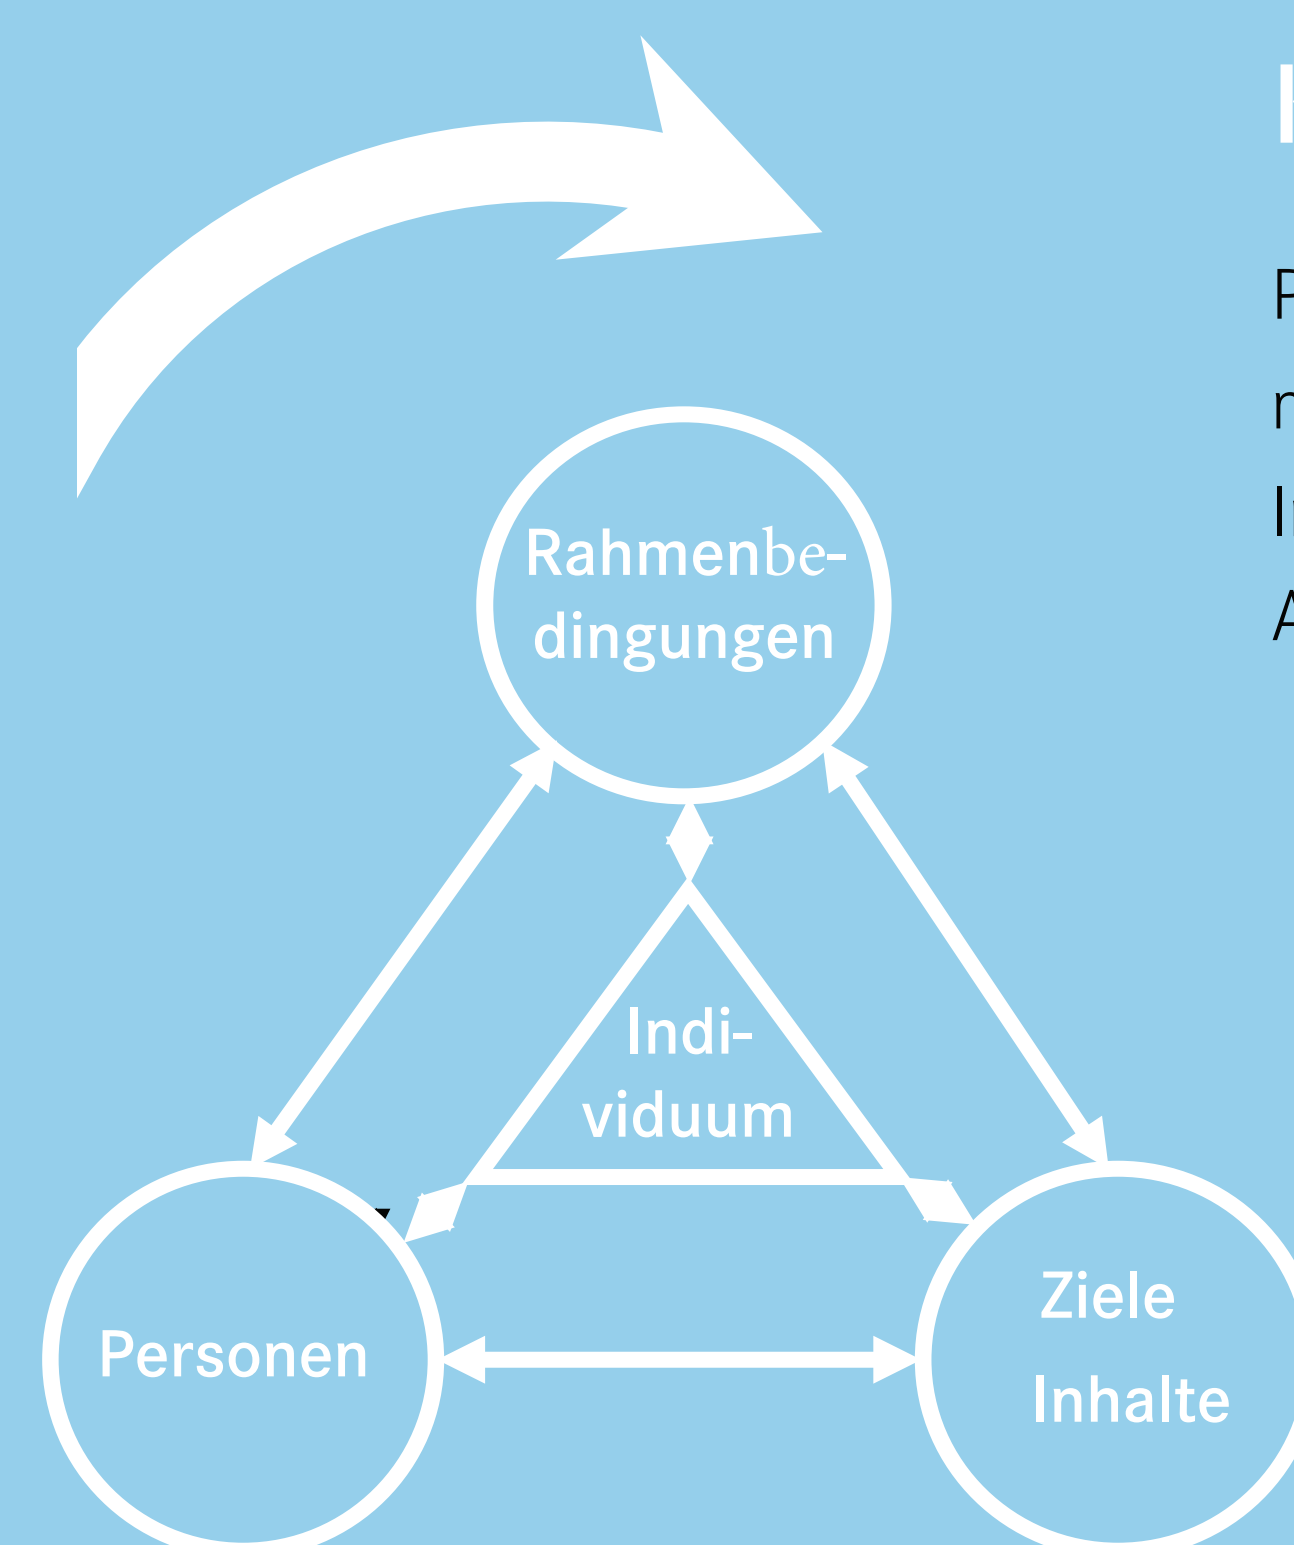 Rahmenbe-
dingungen
Indi-
viduum
Personen
Ziele
Inhalte